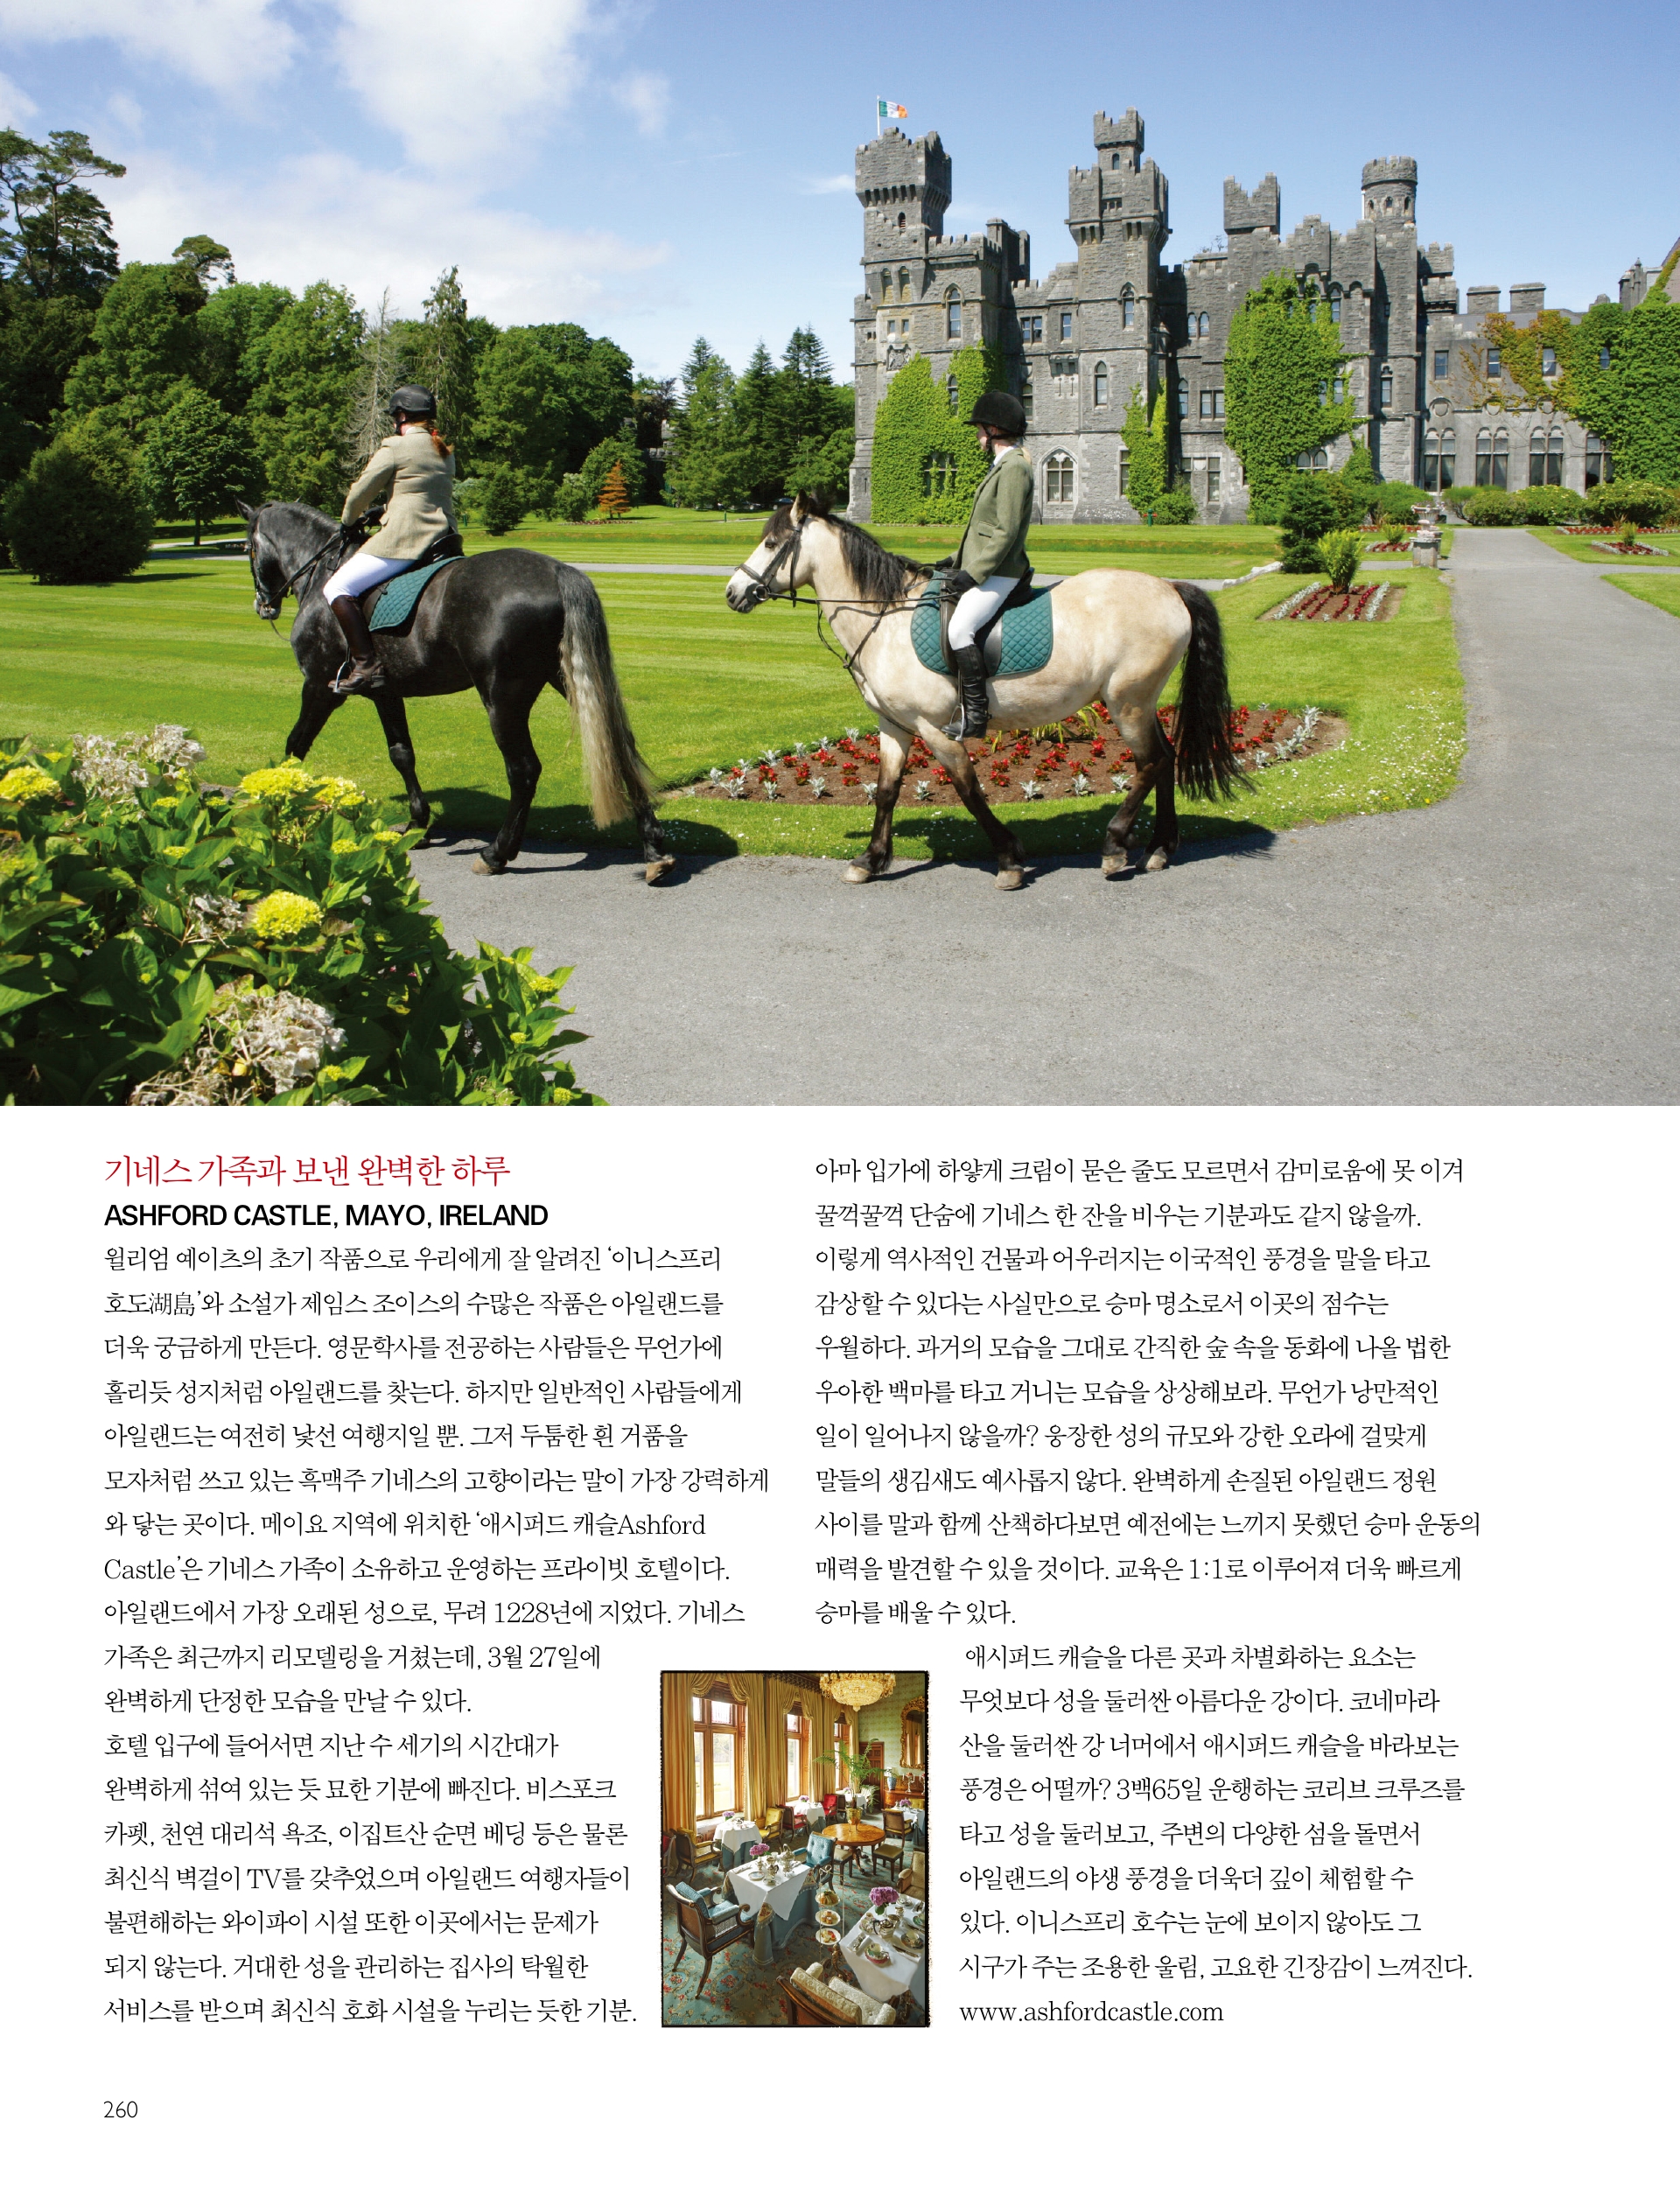 기네스 가족과 보낸 완벽한 하루
ASHFORD CASTLE, MAYO, IRELAND
윌리엄 예이츠의 초기 작품으로 우리에게 잘 알려진 ‘이니스프리
호도湖島’와 소설가 제임스 조이스의 수많은 작품은 아일랜드를
더욱 궁금하게 만든다. 영문학사를 전공하는 사람들은 무언가에
홀리듯 성지처럼 아일랜드를 찾는다. 하지만 일반적인 사람들에게
아일랜드는 여전히 낯선 여행지일 뿐. 그저 두툼한 흰 거품을
모자처럼 쓰고 있는 흑맥주 기네스의 고향이라는 말이 가장 강력하게
와 닿는 곳이다. 메이요 지역에 위치한 ‘애시퍼드 캐슬Ashford
Castle’은 기네스 가족이 소유하고 운영하는 프라이빗 호텔이다.
아일랜드에서 가장 오래된 성으로, 무려 1228년에 지었다. 기네스
가족은 최근까지 리모델링을 거쳤는데, 3월 27일에
완벽하게 단정한 모습을 만날 수 있다.
호텔 입구에 들어서면 지난 수 세기의 시간대가
완벽하게 섞여 있는 듯 묘한 기분에 빠진다. 비스포크
카펫, 천연 대리석 욕조, 이집트산 순면 베딩 등은 물론
최신식 벽걸이 TV를 갖추었으며 아일랜드 여행자들이
불편해하는 와이파이 시설 또한 이곳에서는 문제가
되지 않는다. 거대한 성을 관리하는 집사의 탁월한
서비스를 받으며 최신식 호화 시설을 누리는 듯한 기분.
아마 입가에 하얗게 크림이 묻은 줄도 모르면서 감미로움에 못 이겨
꿀꺽꿀꺽 단숨에 기네스 한 잔을 비우는 기분과도 같지 않을까.
이렇게 역사적인 건물과 어우러지는 이국적인 풍경을 말을 타고
감상할 수 있다는 사실만으로 승마 명소로서 이곳의 점수는
우월하다. 과거의 모습을 그대로 간직한 숲 속을 동화에 나올 법한
우아한 백마를 타고 거니는 모습을 상상해보라. 무언가 낭만적인
일이 일어나지 않을까? 웅장한 성의 규모와 강한 오라에 걸맞게
말들의 생김새도 예사롭지 않다. 완벽하게 손질된 아일랜드 정원
사이를 말과 함께 산책하다보면 예전에는 느끼지 못했던 승마 운동의
매력을 발견할 수 있을 것이다. 교육은 1:1로 이루어져 더욱 빠르게
승마를 배울 수 있다.
애시퍼드 캐슬을 다른 곳과 차별화하는 요소는
무엇보다 성을 둘러싼 아름다운 강이다. 코네마라
산을 둘러싼 강 너머에서 애시퍼드 캐슬을 바라보는
풍경은 어떨까? 3백65일 운행하는 코리브 크루즈를
타고 성을 둘러보고, 주변의 다양한 섬을 돌면서
아일랜드의 야생 풍경을 더욱더 깊이 체험할 수
있다. 이니스프리 호수는 눈에 보이지 않아도 그
시구가 주는 조용한 울림, 고요한 긴장감이 느껴진다.
www.ashfordcastle.com
260